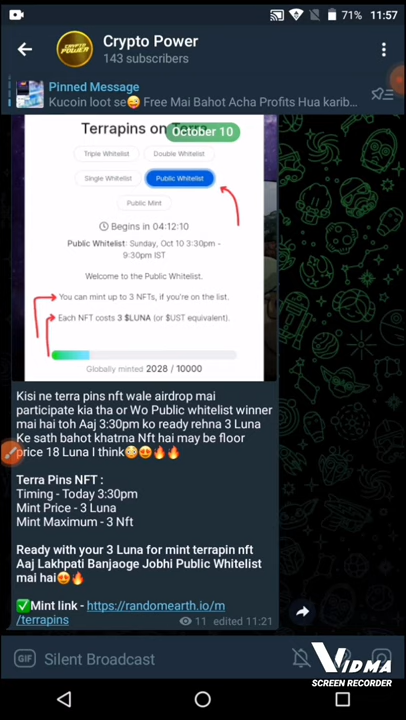 71% 11:57
Crypto Power
143 subscribers
Pinned Message
Kucoin loot se😜 Free Mai Bahot Acha Profits Hua karib...
Terrapins on
October 10
Triple Whitelist Double Whitelist
Single Whitelist Public Whitelist
Public Mint
Begins in 04:12:10
Public Whitelist: Sunday, Oct 10 3:30pm -
9:30pm IST
Welcome to the Public Whitelist.
You can mint up to 3 NFTs, if you're on the list.
Each NFT costs 3 $LUNA (or $UST equivalent).
Globally minted 2028 / 10000
Kisi ne terra pins nft wale airdrop mai
participate kia tha or Wo Public whitelist winner
mai hai toh Aaj 3:30pm ko ready rehna 3 Luna
Ke sath bahot khatrna Nft hai may be floor
price 18 Luna I think😳😍🔥🔥
Terra Pins NFT :
Timing - Today 3:30pm
Mint Price - 3 Luna
Mint Maximum - 3 Nft
Ready with your 3 Luna for mint terrapin nft
Aaj Lakhpati Banjaoge Jobhi Public Whitelist
mai hai😍🔥
✅Mint link - https://randomearth.io/m
/terrapins
11 edited 11:21
GIF Silent Broadcast
VIDMA
SCREEN RECORDER